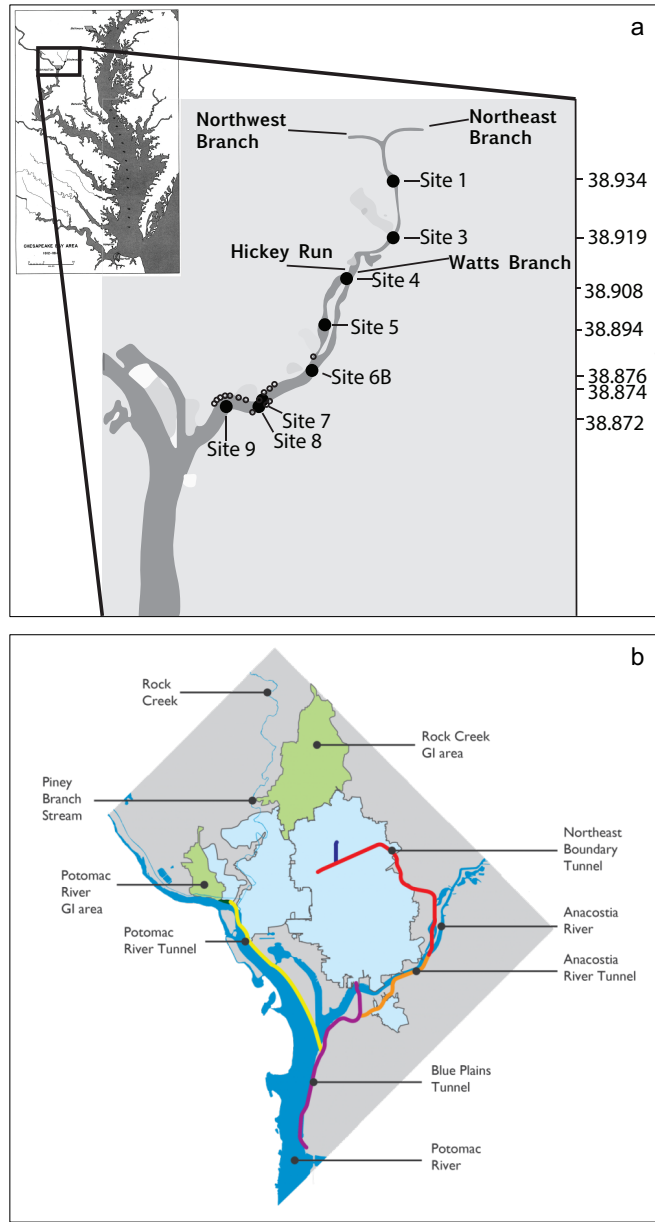 a
Northwest
Branch
Northeast
Branch
Site 1
38.934
Site 3
38.919
Hickey Run
Watts Branch
Site 4
38.908
Site 5
38.894
Site 6B
38.876
38.874
38.872
Site 7
Site 8
Site 9
CHESAPEAKE BAY AREA
b
Rock
Creek
Rock Creek
GI area
Piney
Branch
Stream
Northeast
Boundary
Tunnel
Potomac
River
GI area
Anacostia
River
Potomac
River Tunnel
Anacostia
River Tunnel
Blue Plains
Tunnel
Potomac
River